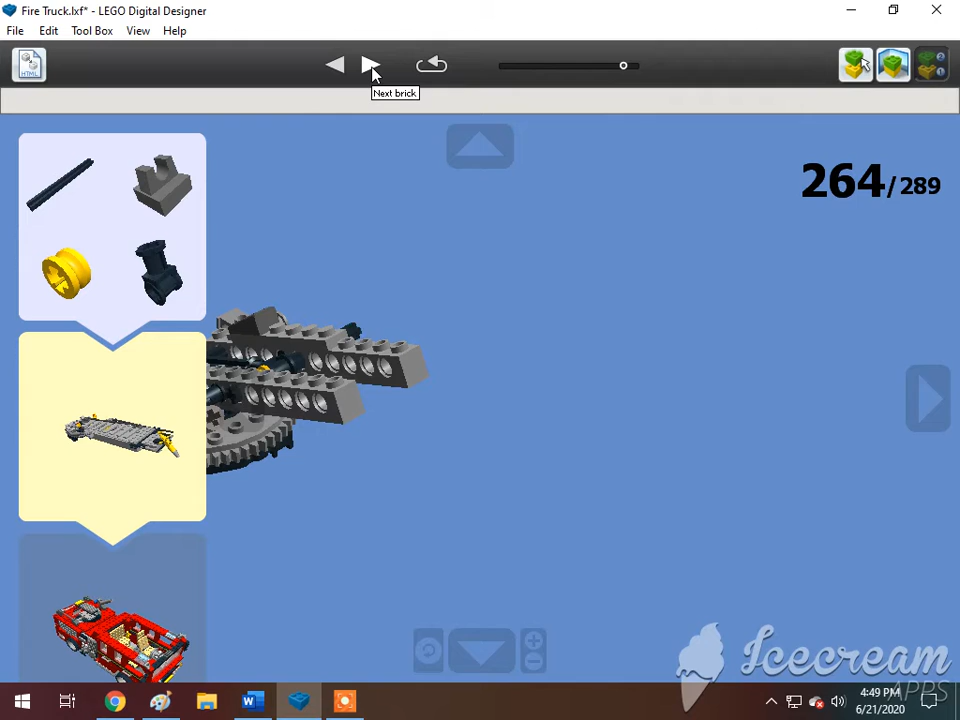 Fire Truck.lxf* - LEGO Digital Designer
File Edit Tool Box View Help
HTML
Next brick
264/289
Icecream
APPS
4:49 PM
6/21/2020